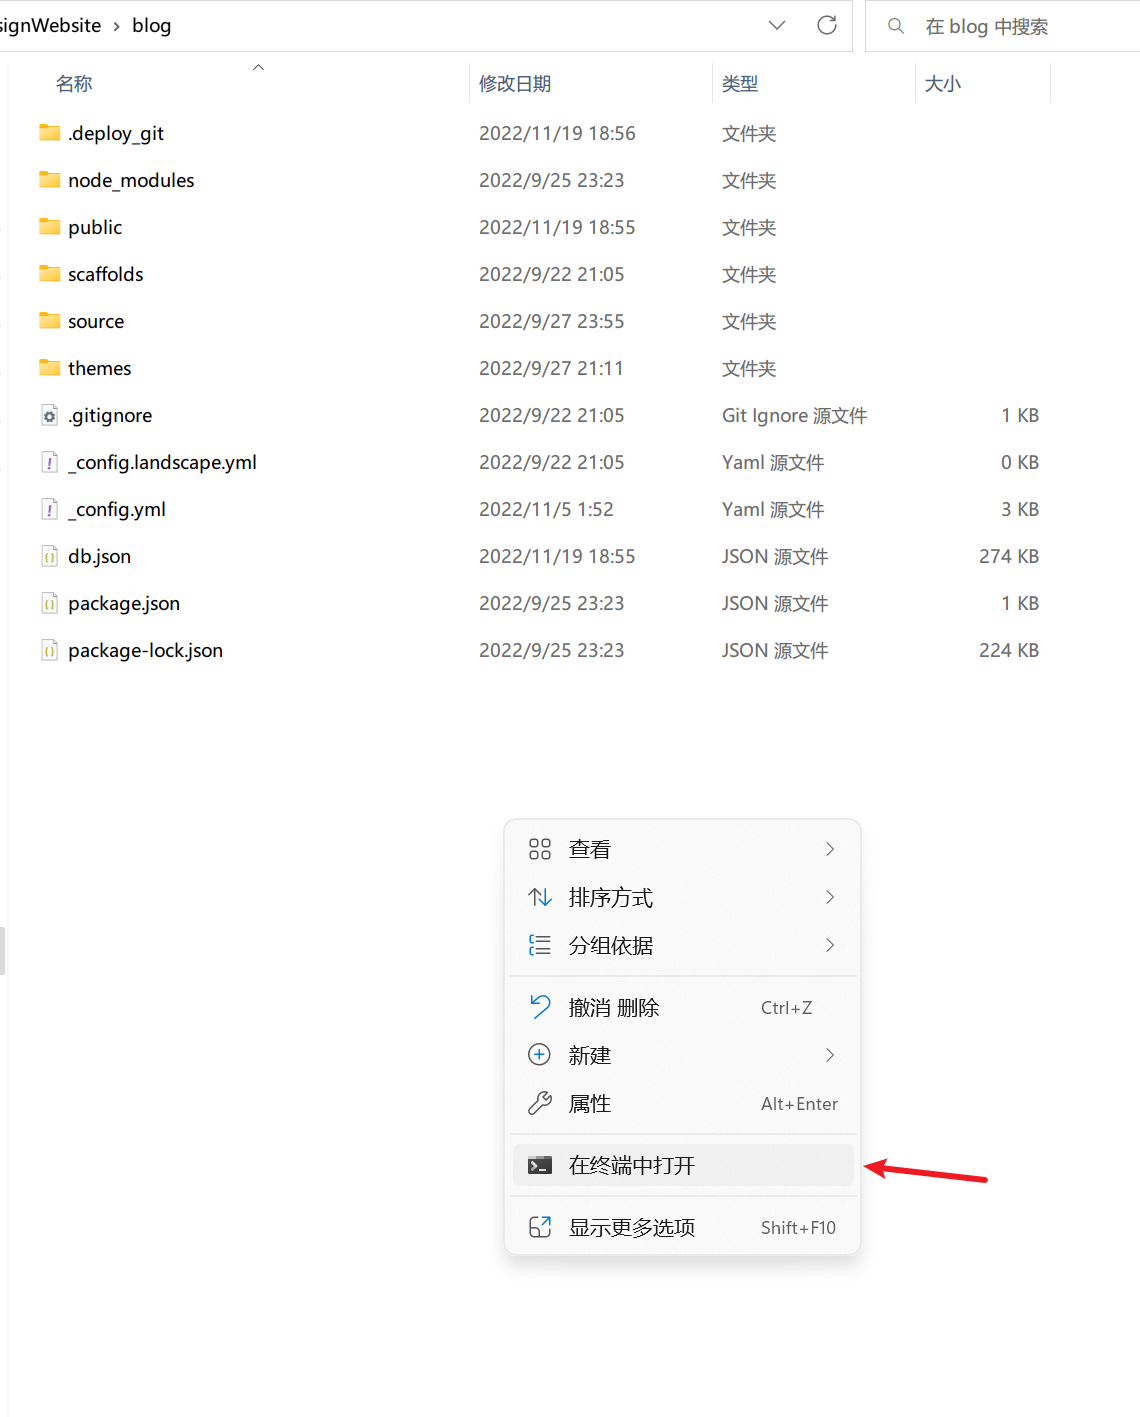 signWebsite › blog
在 blog 中搜索
名称 修改日期 类型 大小
.deploy_git 2022/11/19 18:56 文件夹
node_modules 2022/9/25 23:23 文件夹
public 2022/11/19 18:55 文件夹
scaffolds 2022/9/22 21:05 文件夹
source 2022/9/27 23:55 文件夹
themes 2022/9/27 21:11 文件夹
.gitignore 2022/9/22 21:05 Git Ignore 源文件 1 KB
_config.landscape.yml 2022/9/22 21:05 Yaml 源文件 0 KB
_config.yml 2022/11/5 1:52 Yaml 源文件 3 KB
db.json 2022/11/19 18:55 JSON 源文件 274 KB
package.json 2022/9/25 23:23 JSON 源文件 1 KB
package-lock.json 2022/9/25 23:23 JSON 源文件 224 KB
查看
排序方式
分组依据
撤消 删除 Ctrl+Z
新建
属性 Alt+Enter
在终端中打开
显示更多选项 Shift+F10